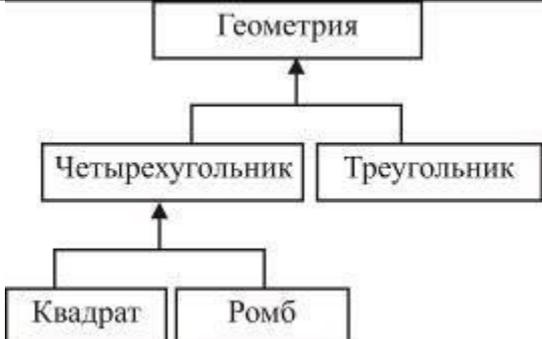 Геометрия
Четырехугольник Треугольник
Квадрат Ромб